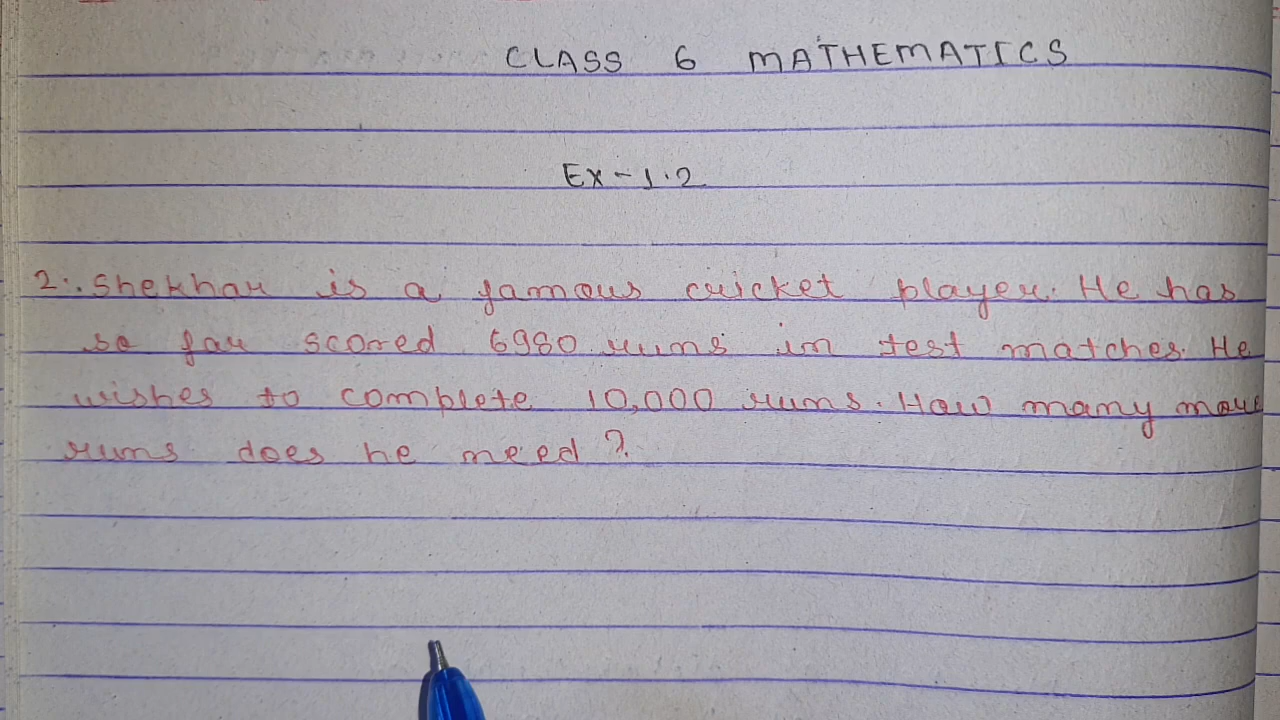 CLASS 6 MATHEMATICS
Ex-1.2
2. Shekhar is a famous cricket player. He has
so far scored 6980 runs in test matches. He
wishes to complete 10,000 runs. How many more
runs does he need?